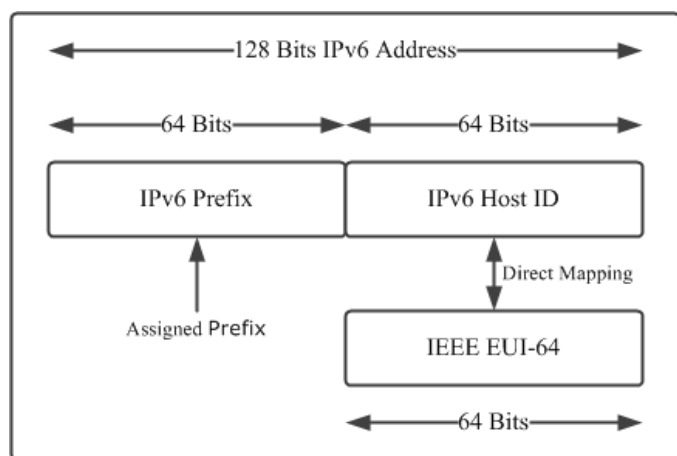 128 Bits IPv6 Address
64 Bits 64 Bits
IPv6 Prefix IPv6 Host ID
Direct Mapping
Assigned Prefix
IEEE EUI-64
64 Bits